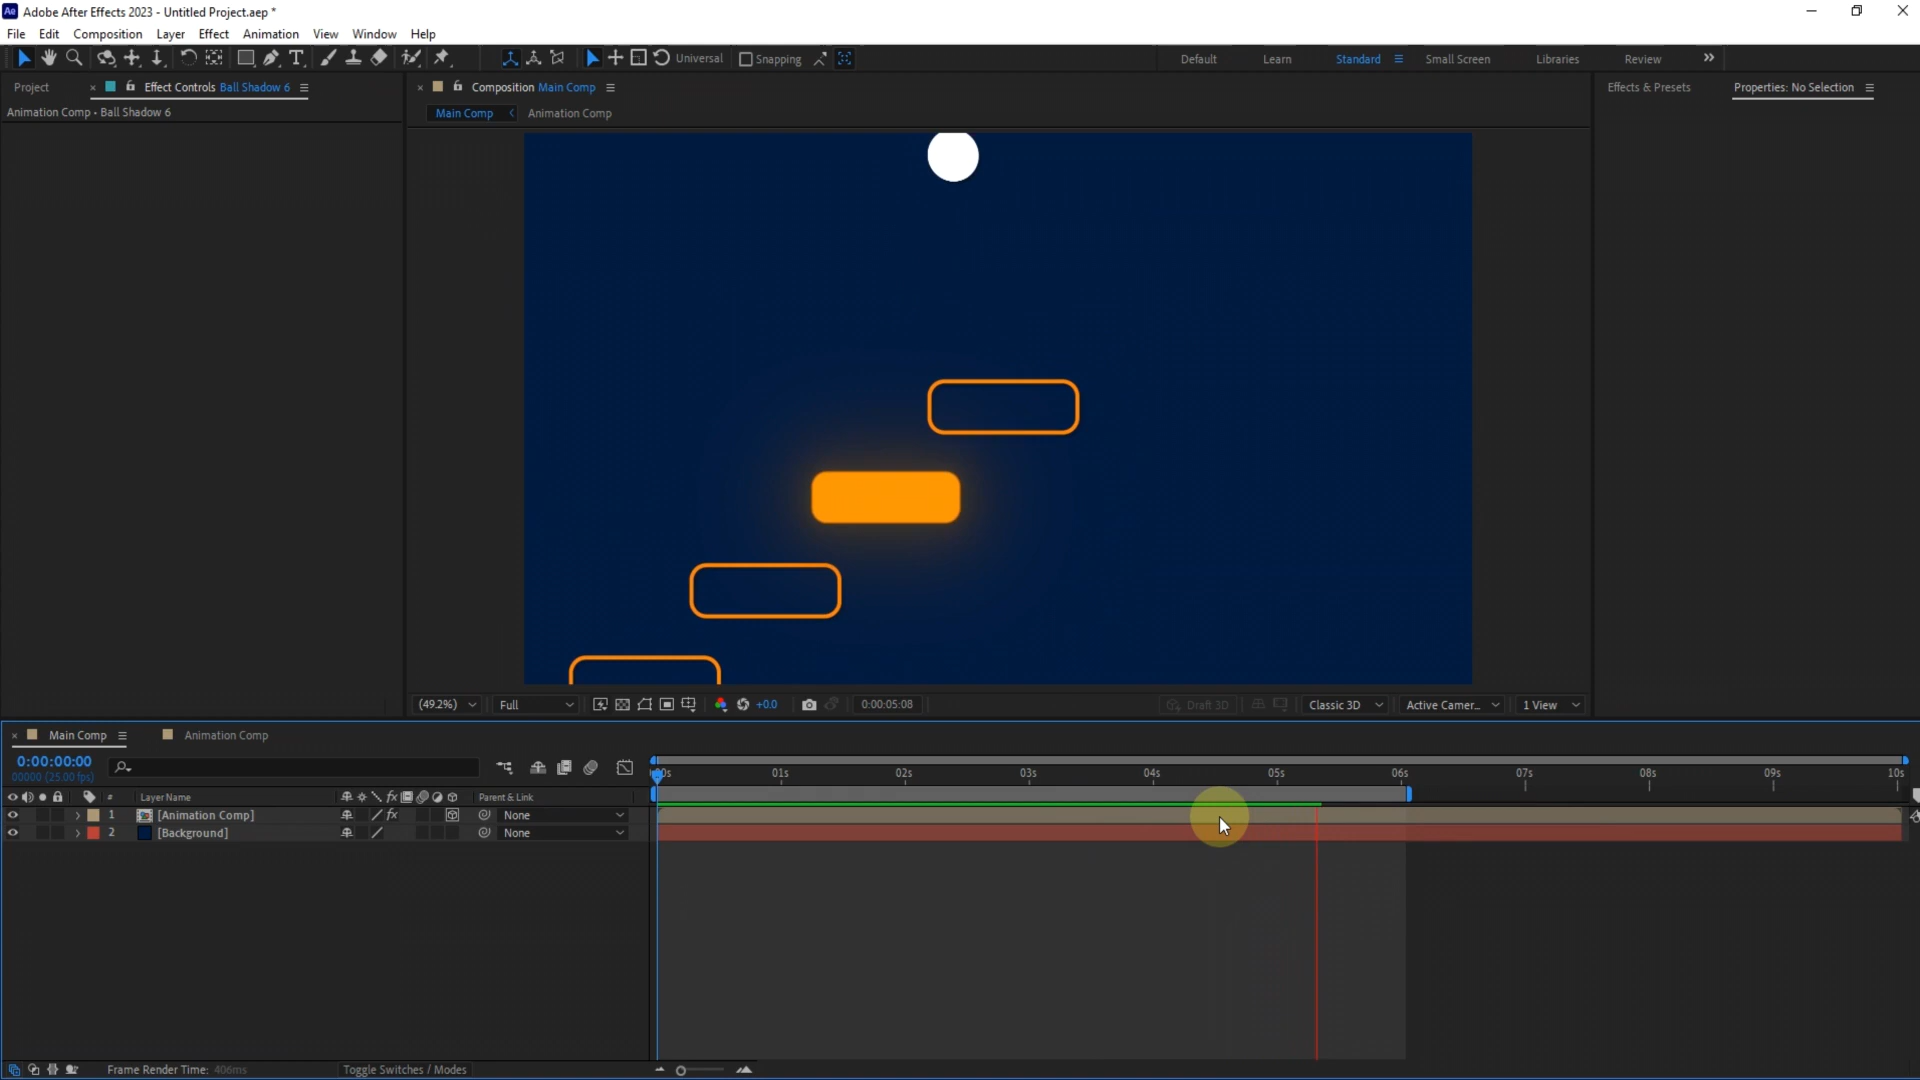 Ae Adobe After Effects 2023 - Untitled Project.aep *
File Edit Composition Layer Effect Animation View Window Help
Universal Snapping Default Learn Standard Small Screen Libraries Review
Project Effect Controls Ball Shadow 6 Composition Main Comp Effects & Presets Properties: No Selection
Animation Comp • Ball Shadow 6 Main Comp Animation Comp
(49.2%) Full +0.0 0:00:05:08 Draft 3D Classic 3D Active Camer... 1 View
Main Comp Animation Comp
0:00:00:00
00000 (25.00 fps)
01s 02s 03s 04s 05s 06s 07s 08s 09s 10s
# Layer Name fx Parent & Link
1 [Animation Comp] fx None
2 [Background] None
Frame Render Time: 406ms Toggle Switches / Modes